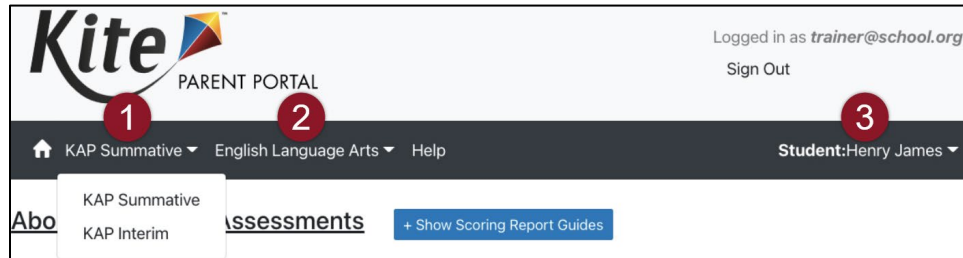 Kite
PARENT PORTAL
Logged in as trainer@school.org
Sign Out
1 2 3
KAP Summative English Language Arts Help Student:Henry James
KAP Summative
KAP Interim
Abo ssessments + Show Scoring Report Guides